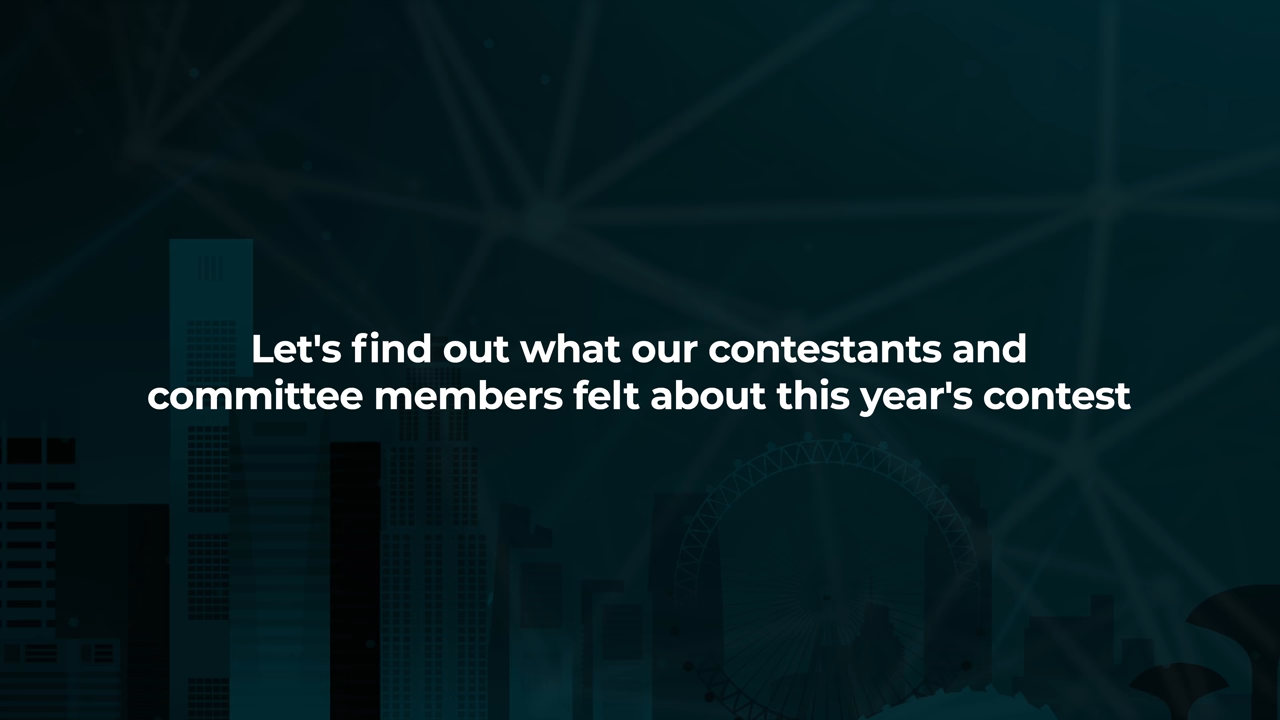 Let's find out what our contestants and
committee members felt about this year's contest